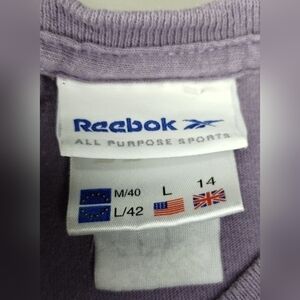 Reebok
ALL PURPOSE SPORTS
M/40 L 14
L/42